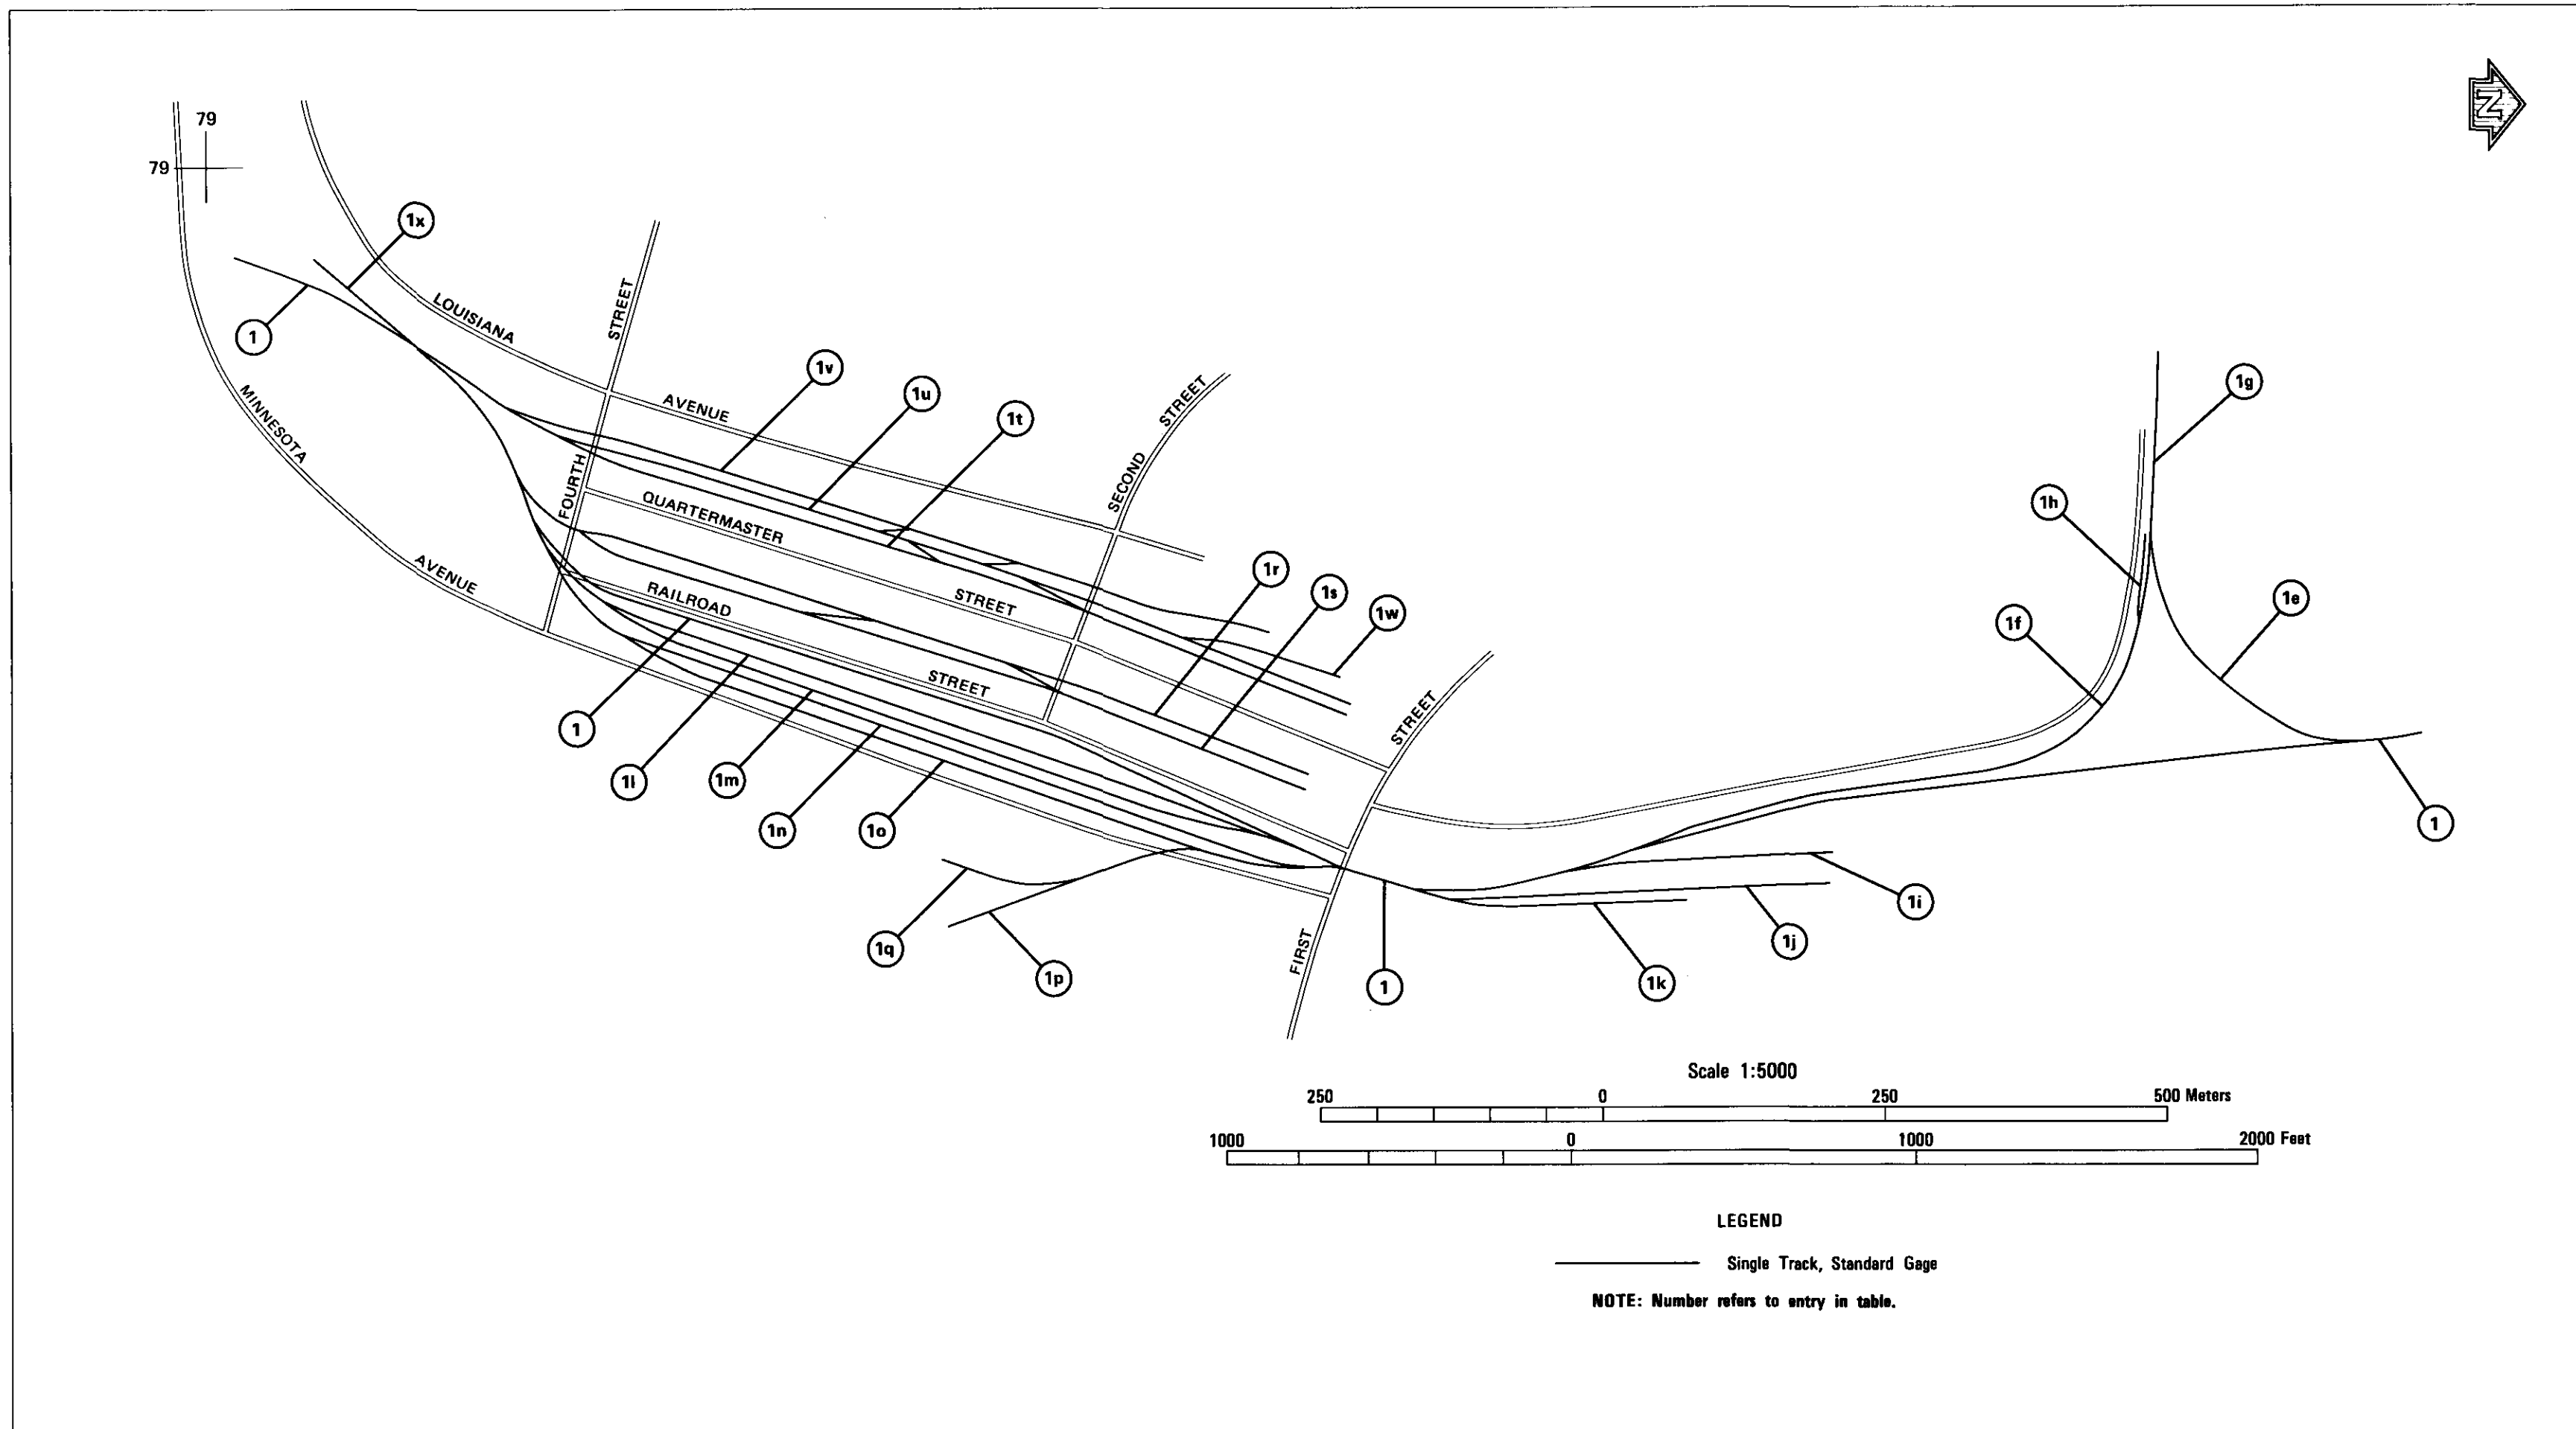 N
79
79
1x
1
LOUISIANA
AVENUE
STREET
FOURTH
MINNESOTA
AVENUE
1v
1u
1t
SECOND
STREET
QUARTERMASTER
STREET
RAILROAD
STREET
1r
1s
1w
1
1l
1m
1n
1o
1q
1p
FIRST
STREET
1
1g
1h
1e
1f
1
1i
1j
1k
Scale 1:5000
250 0 250 500 Meters
1000 0 1000 2000 Feet
LEGEND
Single Track, Standard Gage
NOTE: Number refers to entry in table.